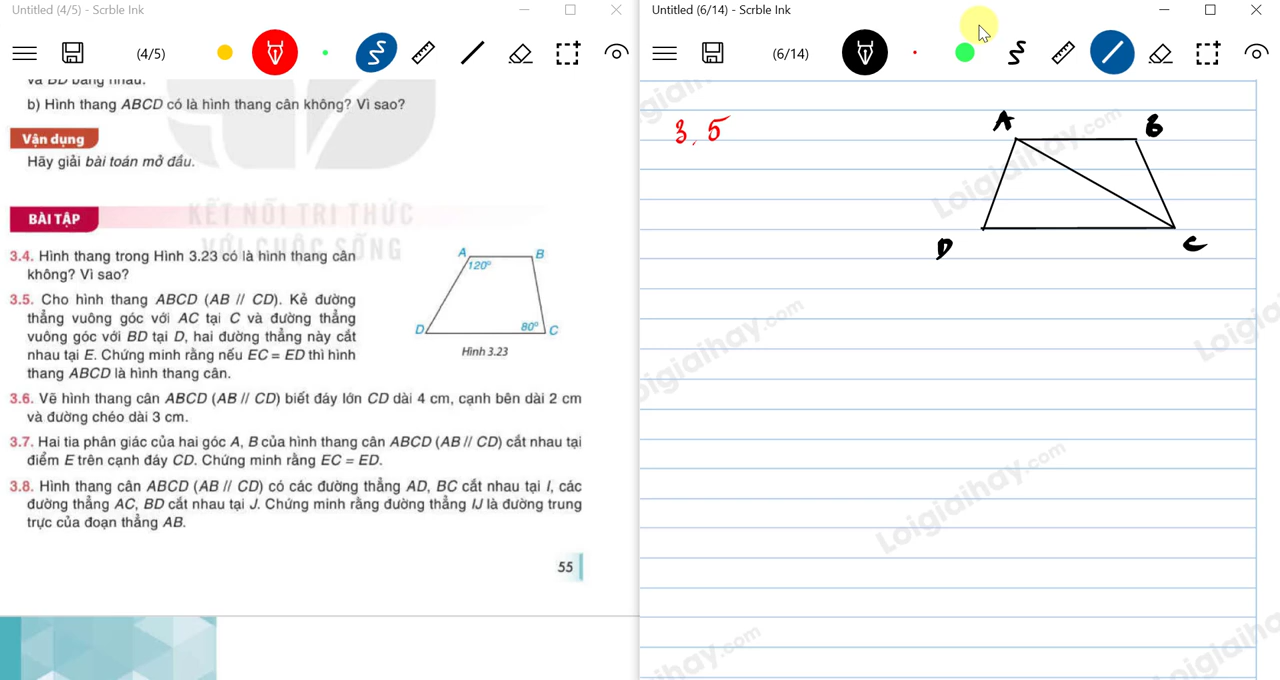 Untitled (4/5) - Scrble Ink
(4/5)
và BD bằng nhau.
b) Hình thang ABCD có là hình thang cân không? Vì sao?
Vận dụng
Hãy giải bài toán mở đầu.
KẾT NỐI TRI THỨC
VỚI CUỘC SỐNG
BÀI TẬP
3.4. Hình thang trong Hình 3.23 có là hình thang cân
không? Vì sao?
3.5. Cho hình thang ABCD (AB // CD). Kẻ đường
thẳng vuông góc với AC tại C và đường thẳng
vuông góc với BD tại D, hai đường thẳng này cắt
nhau tại E. Chứng minh rằng nếu EC = ED thì hình
thang ABCD là hình thang cân.
A
B
120°
D
80°
C
Hình 3.23
3.6. Vẽ hình thang cân ABCD (AB // CD) biết đáy lớn CD dài 4 cm, cạnh bên dài 2 cm
và đường chéo dài 3 cm.
3.7. Hai tia phân giác của hai góc A, B của hình thang cân ABCD (AB // CD) cắt nhau tại
điểm E trên cạnh đáy CD. Chứng minh rằng EC = ED.
3.8. Hình thang cân ABCD (AB // CD) có các đường thẳng AD, BC cắt nhau tại I, các
đường thẳng AC, BD cắt nhau tại J. Chứng minh rằng đường thẳng IJ là đường trung
trực của đoạn thẳng AB.
55
Untitled (6/14) - Scrble Ink
(6/14)
3.5
A
B
D
C
Loigiaihay.com
Loigiaihay.com
Loigiaihay.com